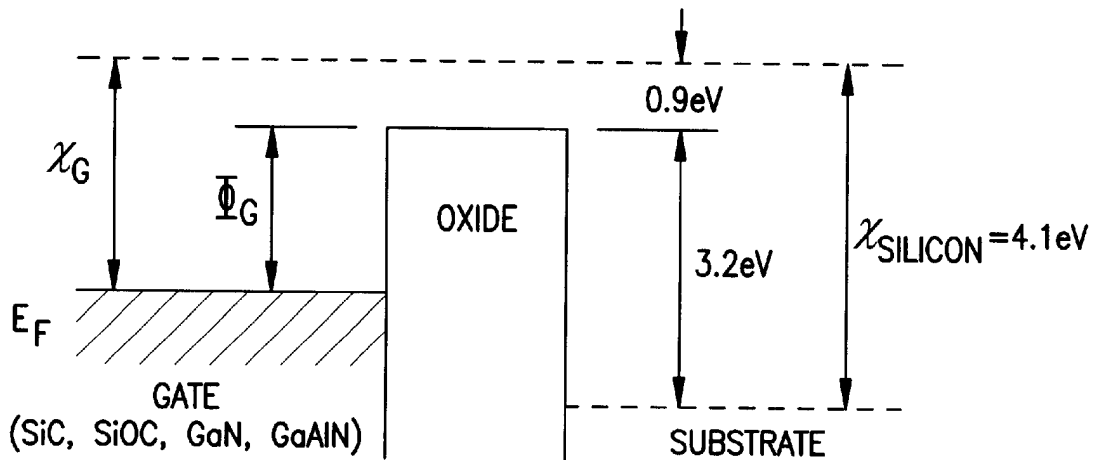 0.9eV
χG
ΦG
OXIDE
3.2eV
χSILICON=4.1eV
EF
GATE
(SiC, SiOC, GaN, GaAlN)
SUBSTRATE